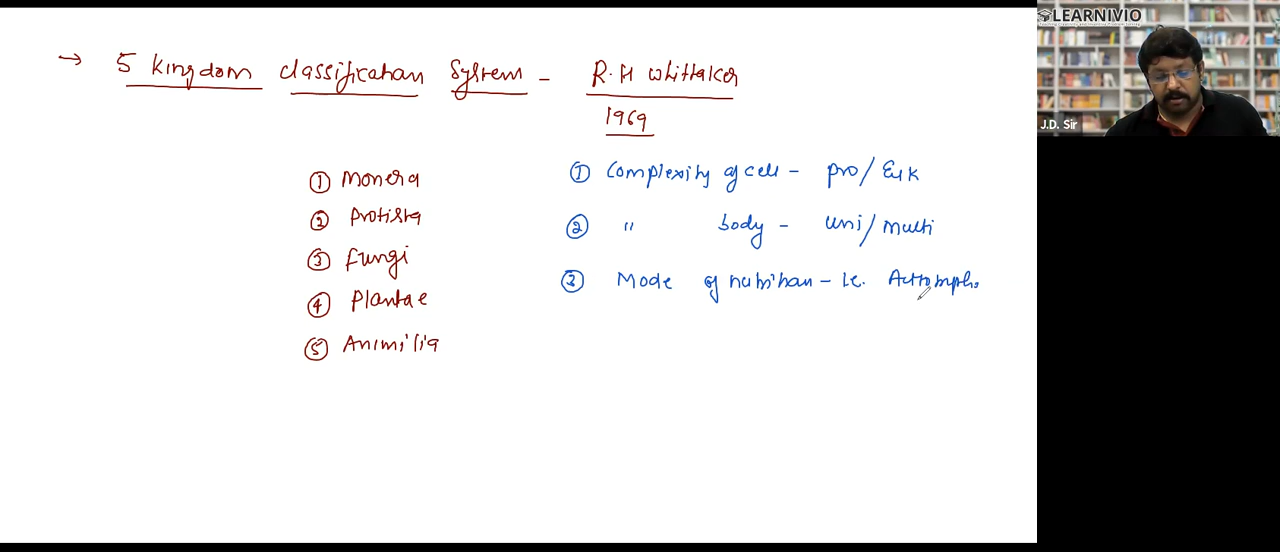 → 5 Kingdom classification System - R.H Whittaker
1969
① Monera
② Protista
③ Fungi
④ Plantae
⑤ Animilia
① Complexity of cell - pro/Euk
② " body - uni/multi
③ Mode of nutrition - i.e.
LEARNIVIO
J.D. Sir